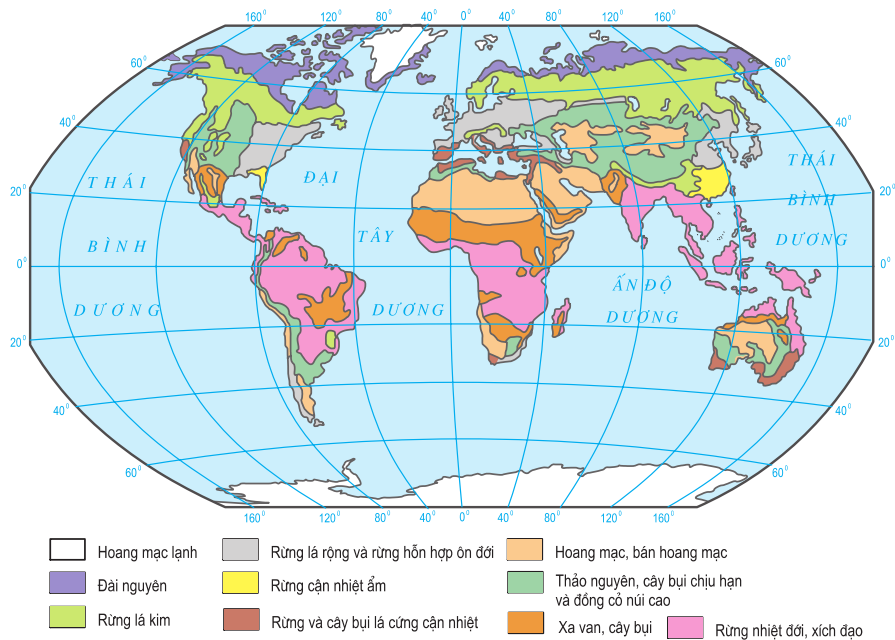 160° 120° 80° 40° 0° 40° 80° 120° 160°
60° 60°
40° 40°
THÁI ĐẠI THÁI
20° 20°
BÌNH
BÌNH TÂY DƯƠNG
0° 0°
ẤN ĐỘ
DƯƠNG DƯƠNG DƯƠNG
20° 20°
40° 40°
60° 60°
160° 120° 80° 40° 0° 40° 80° 120° 160°
Hoang mạc lạnh
Đài nguyên
Rừng lá kim
Rừng lá rộng và rừng hỗn hợp ôn đới
Rừng cận nhiệt ẩm
Rừng và cây bụi lá cứng cận nhiệt
Hoang mạc, bán hoang mạc
Thảo nguyên, cây bụi chịu hạn
và đồng cỏ núi cao
Xa van, cây bụi
Rừng nhiệt đới, xích đạo